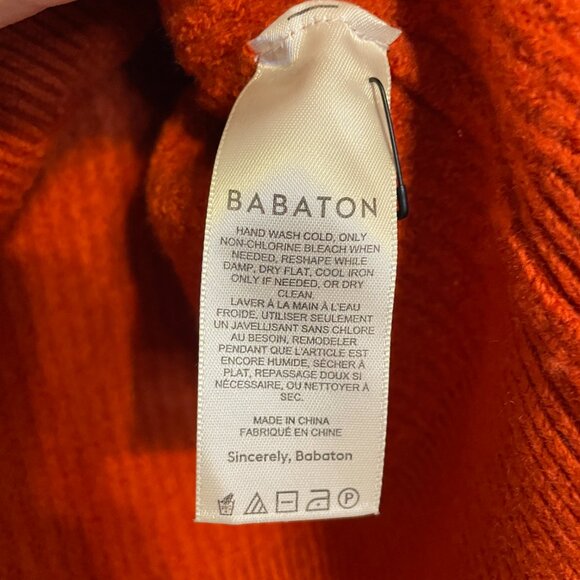 BABATON
HAND WASH COLD, ONLY
NON-CHLORINE BLEACH WHEN
NEEDED, RESHAPE WHILE
DAMP, DRY FLAT, COOL IRON
ONLY IF NEEDED, OR DRY
CLEAN.
LAVER À LA MAIN À L'EAU
FROIDE, UTILISER SEULEMENT
UN JAVELLISANT SANS CHLORE
AU BESOIN, REMODELER
PENDANT QUE L'ARTICLE EST
ENCORE HUMIDE, SÉCHER À
PLAT, REPASSAGE DOUX SI
NÉCESSAIRE, OU NETTOYER À
SEC.
MADE IN CHINA
FABRIQUÉ EN CHINE
Sincerely, Babaton
P